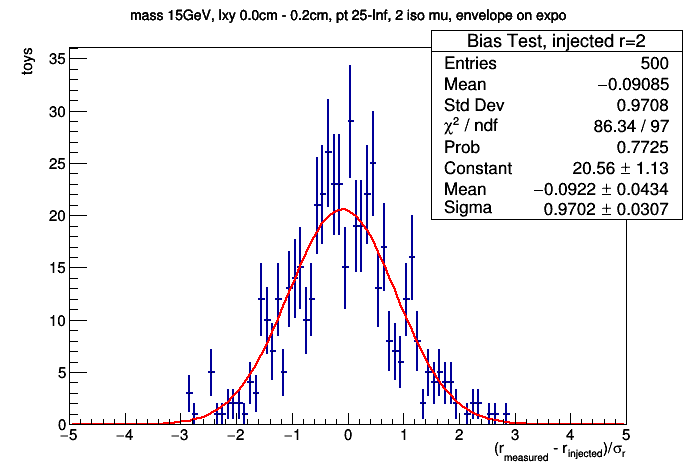 mass 15GeV, lxy 0.0cm - 0.2cm, pt 25-Inf, 2 iso mu, envelope on expo
Bias Test, injected r=2
Entries 500
Mean −0.09085
Std Dev 0.9708
χ² / ndf 86.34 / 97
Prob 0.7725
Constant 20.56 ± 1.13
Mean −0.0922 ± 0.0434
Sigma 0.9702 ± 0.0307
toys
35
30
25
20
15
10
5
0
−5 −4 −3 −2 −1 0 1 2 3 4 5
(r_measured - r_injected)/σ_r